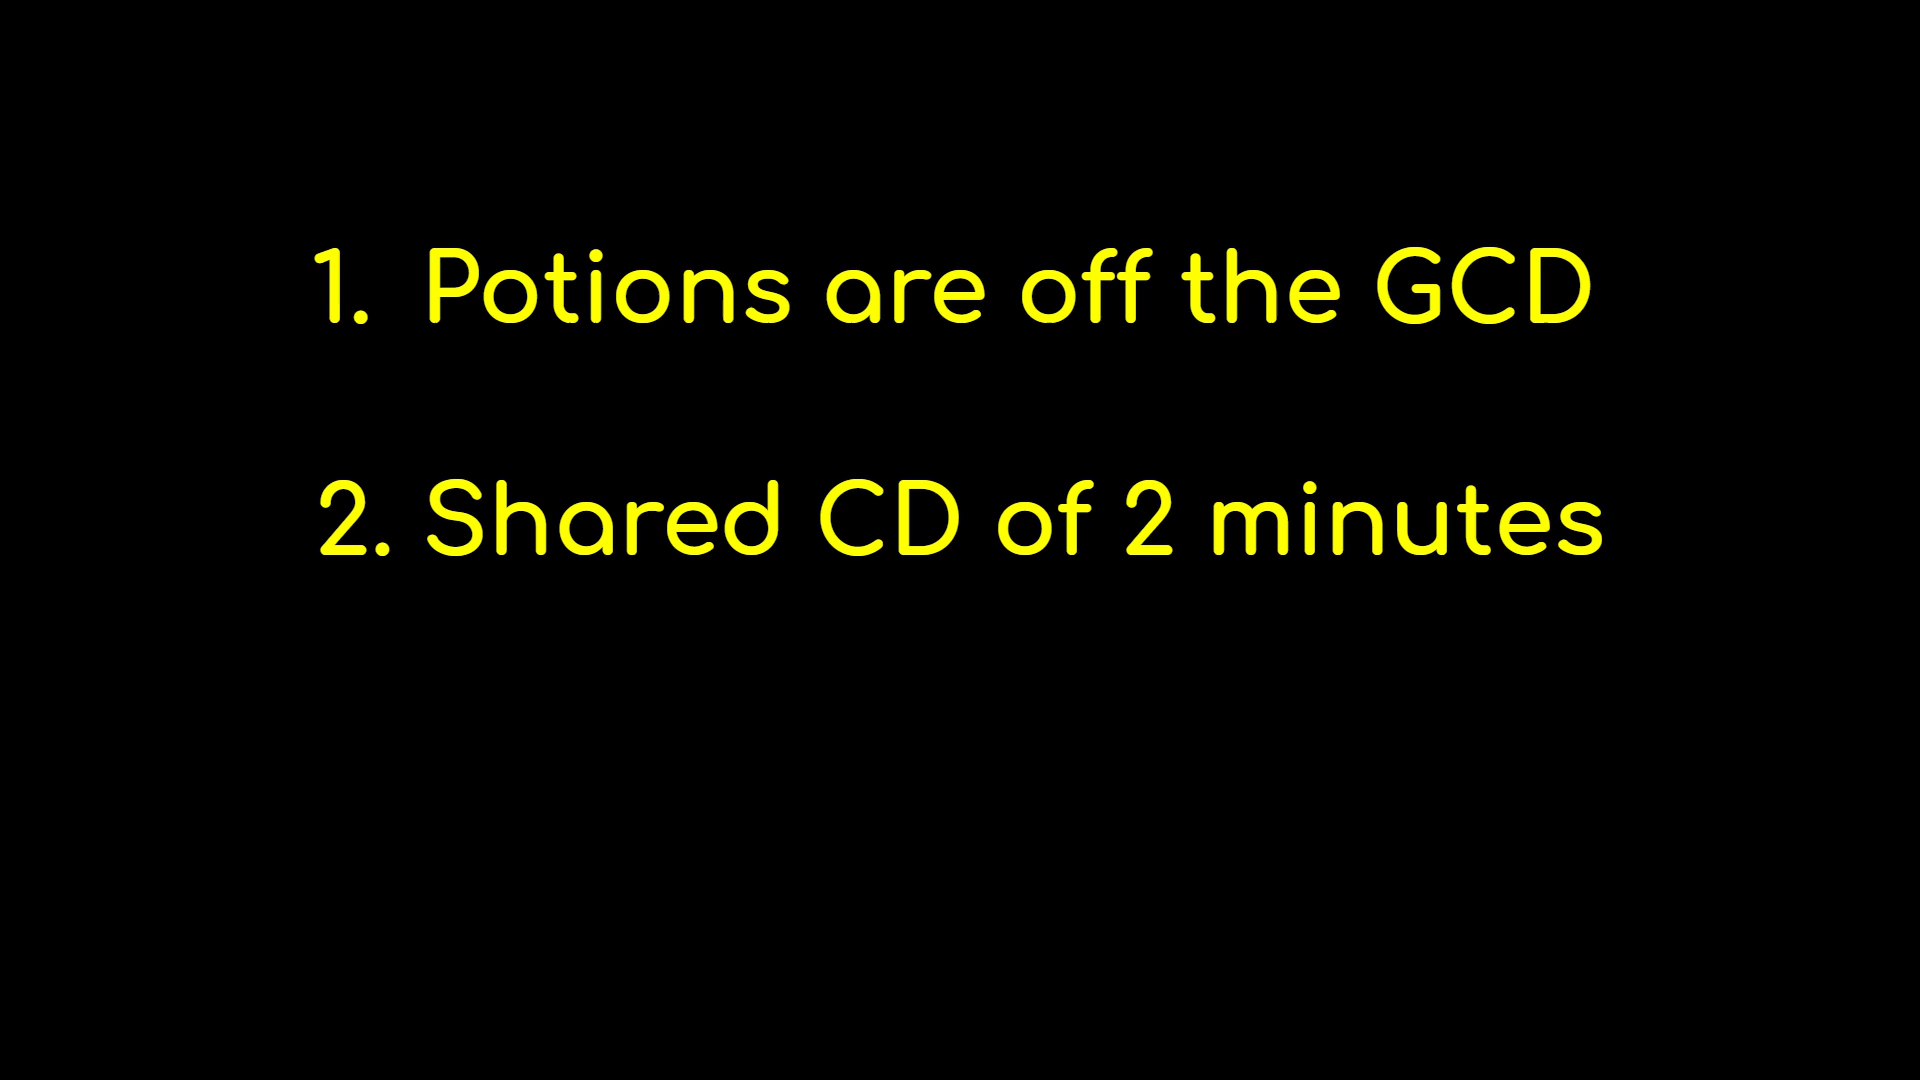 1. Potions are off the GCD
2. Shared CD of 2 minutes